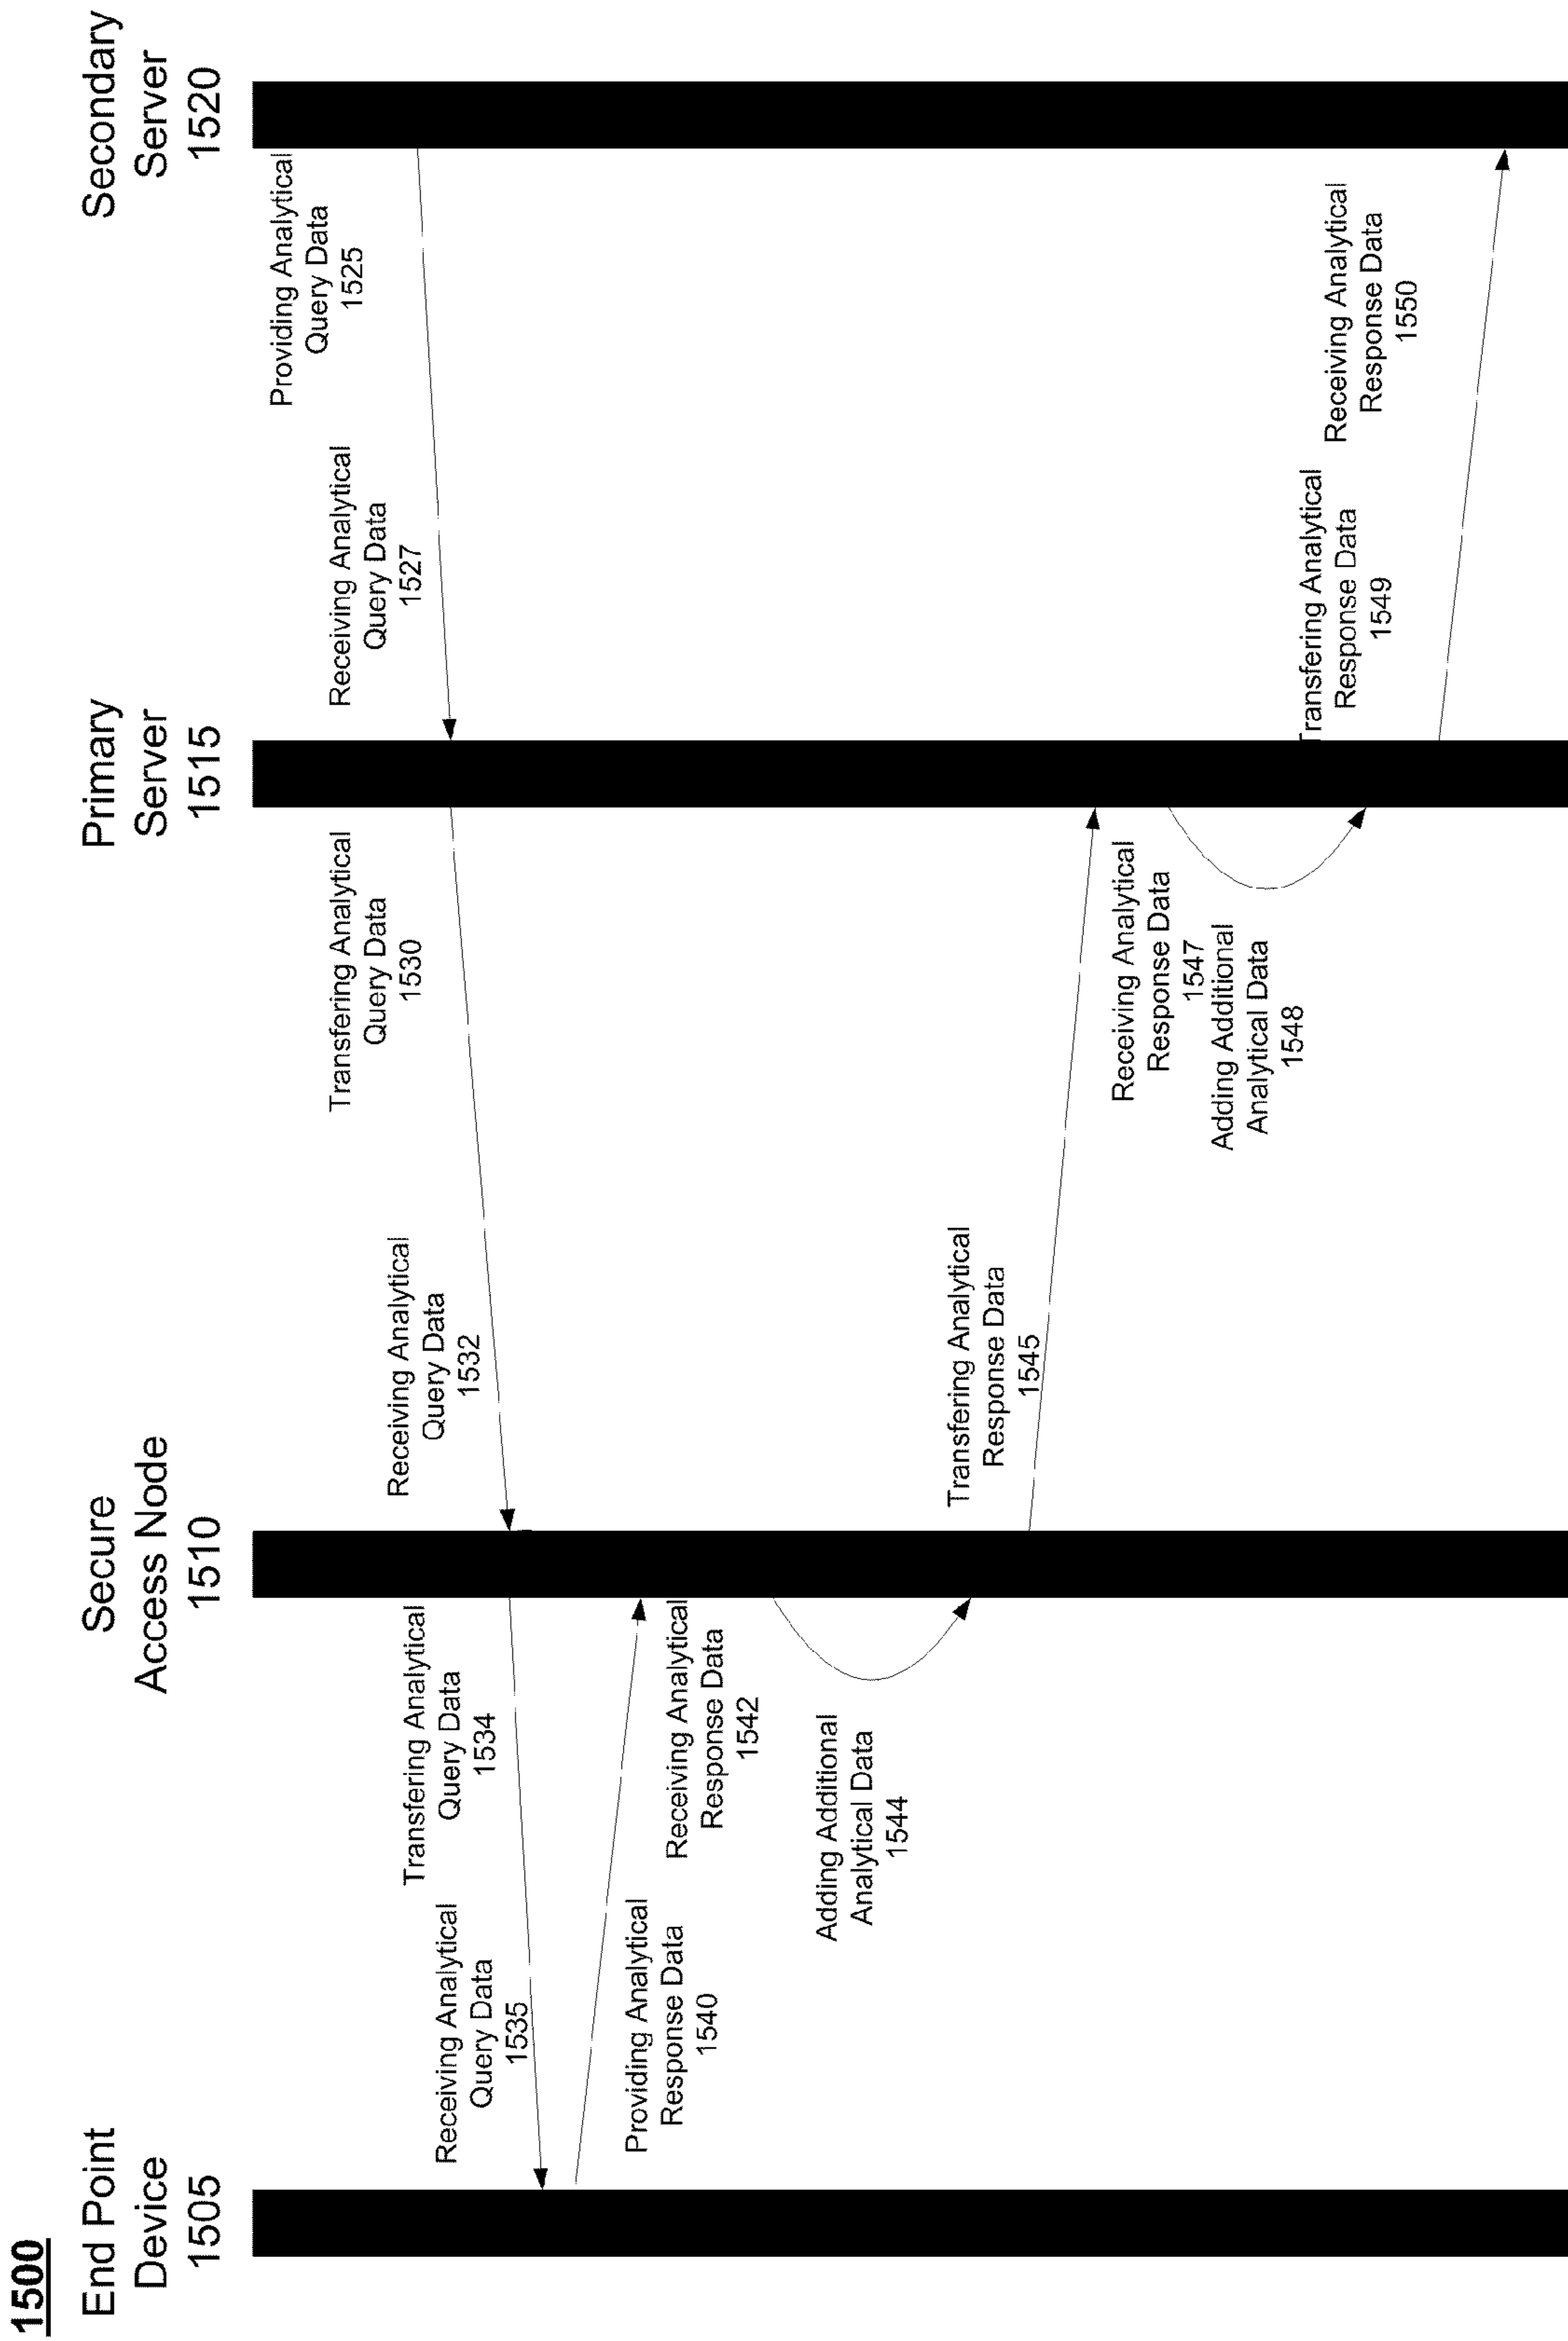 1500
End Point
Device
1505
Secure
Access Node
1510
Primary
Server
1515
Secondary
Server
1520
Providing Analytical
Query Data
1525
Receiving Analytical
Query Data
1527
Transfering Analytical
Query Data
1530
Receiving Analytical
Query Data
1532
Transfering Analytical
Query Data
1534
Receiving Analytical
Query Data
1535
Providing Analytical
Response Data
1540
Receiving Analytical
Response Data
1542
Adding Additional
Analytical Data
1544
Transfering Analytical
Response Data
1545
Receiving Analytical
Response Data
1547
Adding Additional
Analytical Data
1548
Transfering Analytical
Response Data
1549
Receiving Analytical
Response Data
1550